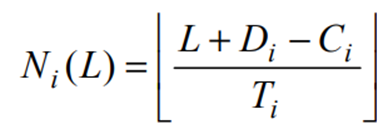 N_i(L) = ⌊(L + D_i − C_i) / T_i⌋